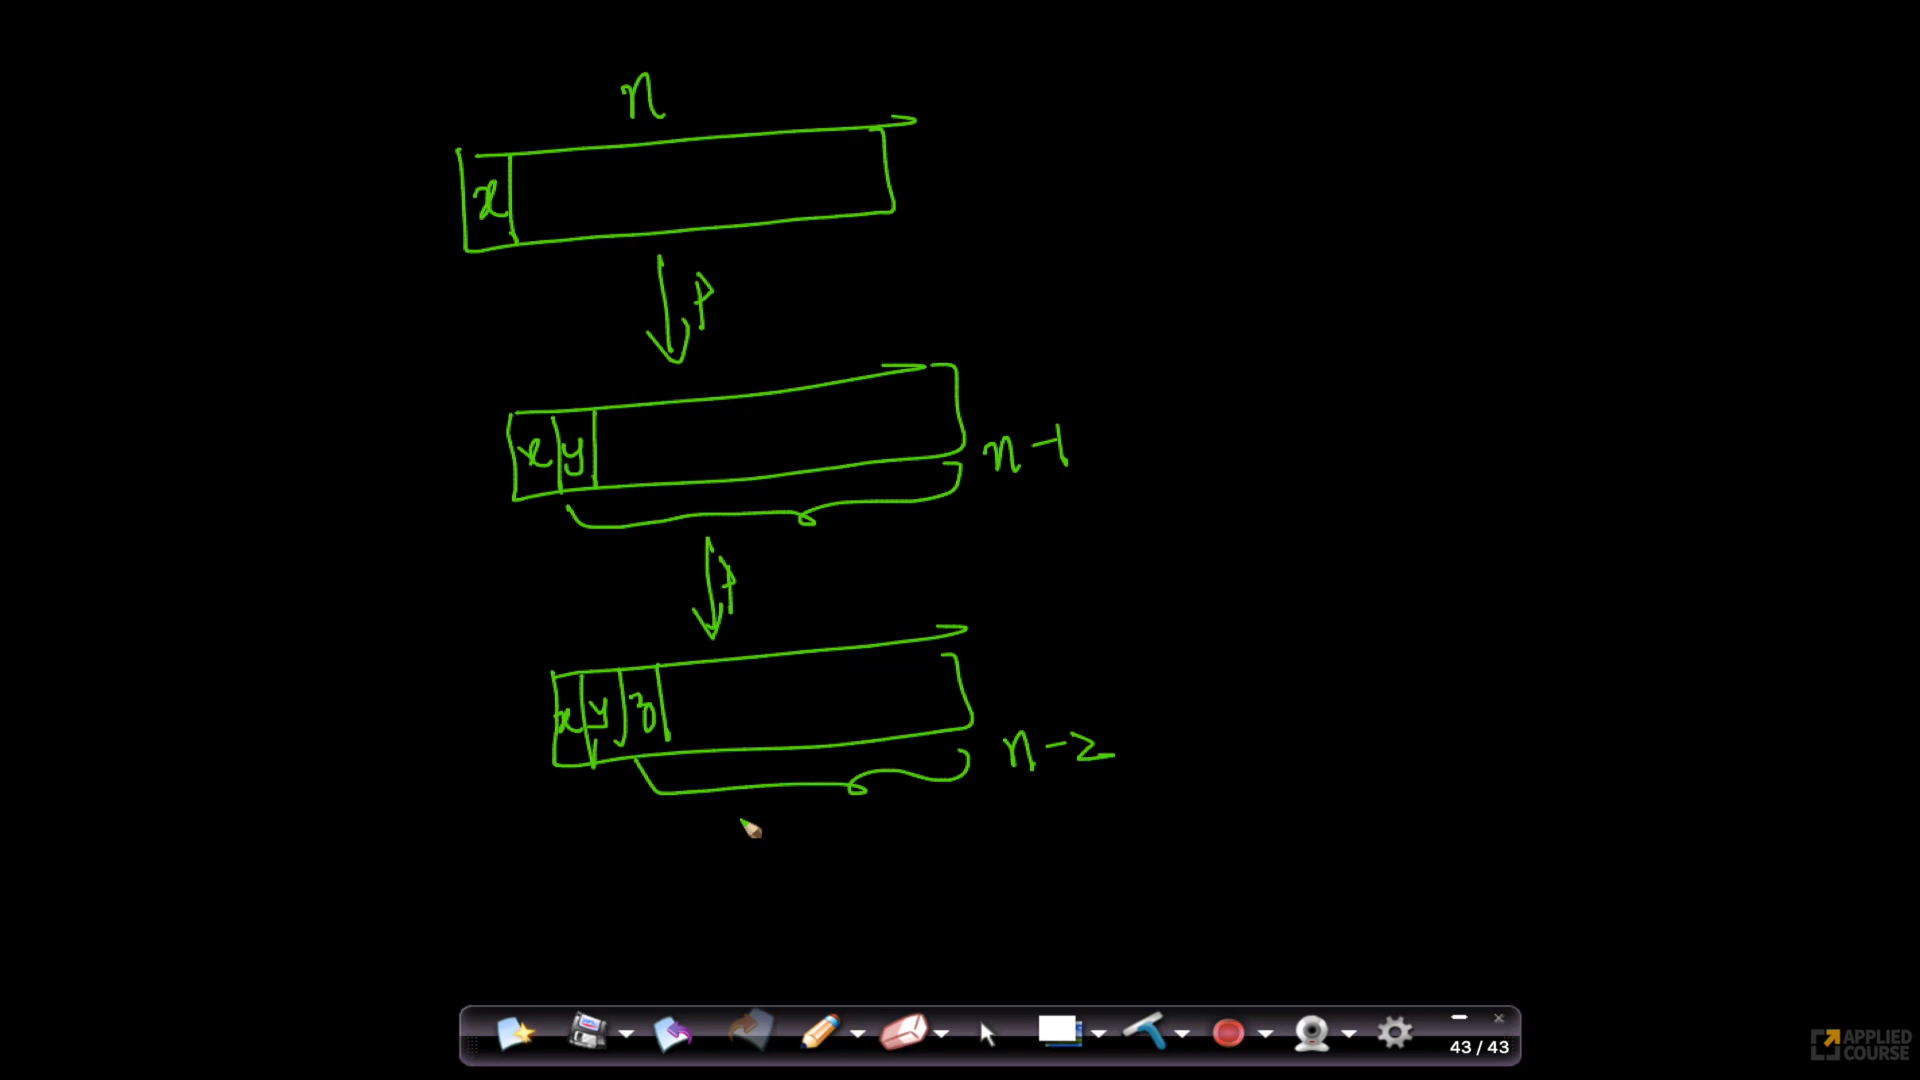 n
x
P
x y
n-1
P
x y z
n-2
43 / 43
APPLIED
COURSE